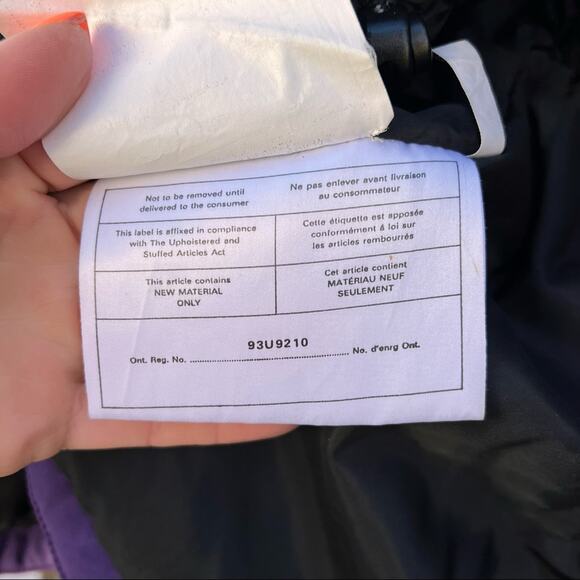 Not to be removed until
delivered to the consumer
Ne pas enlever avant livraison
au consommateur
This label is affixed in compliance
with The Upholstered and
Stuffed Articles Act
Cette étiquette est apposée
conformément à loi sur
les articles rembourrés
This article contains
NEW MATERIAL
ONLY
Cet article contient
MATÉRIAU NEUF
SEULEMENT
93U9210
Ont. Reg. No. ........................................ No. d'enrg Ont.